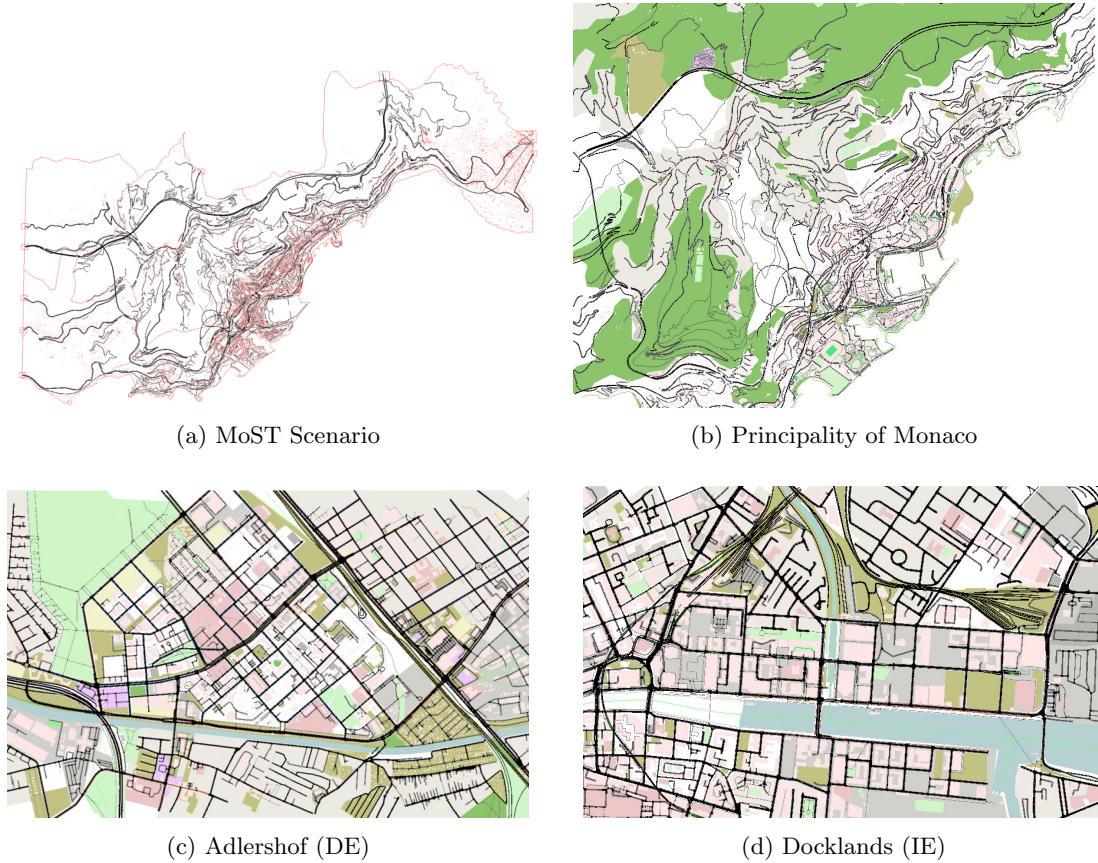 (a) MoST Scenario
(b) Principality of Monaco
(c) Adlershof (DE)
(d) Docklands (IE)